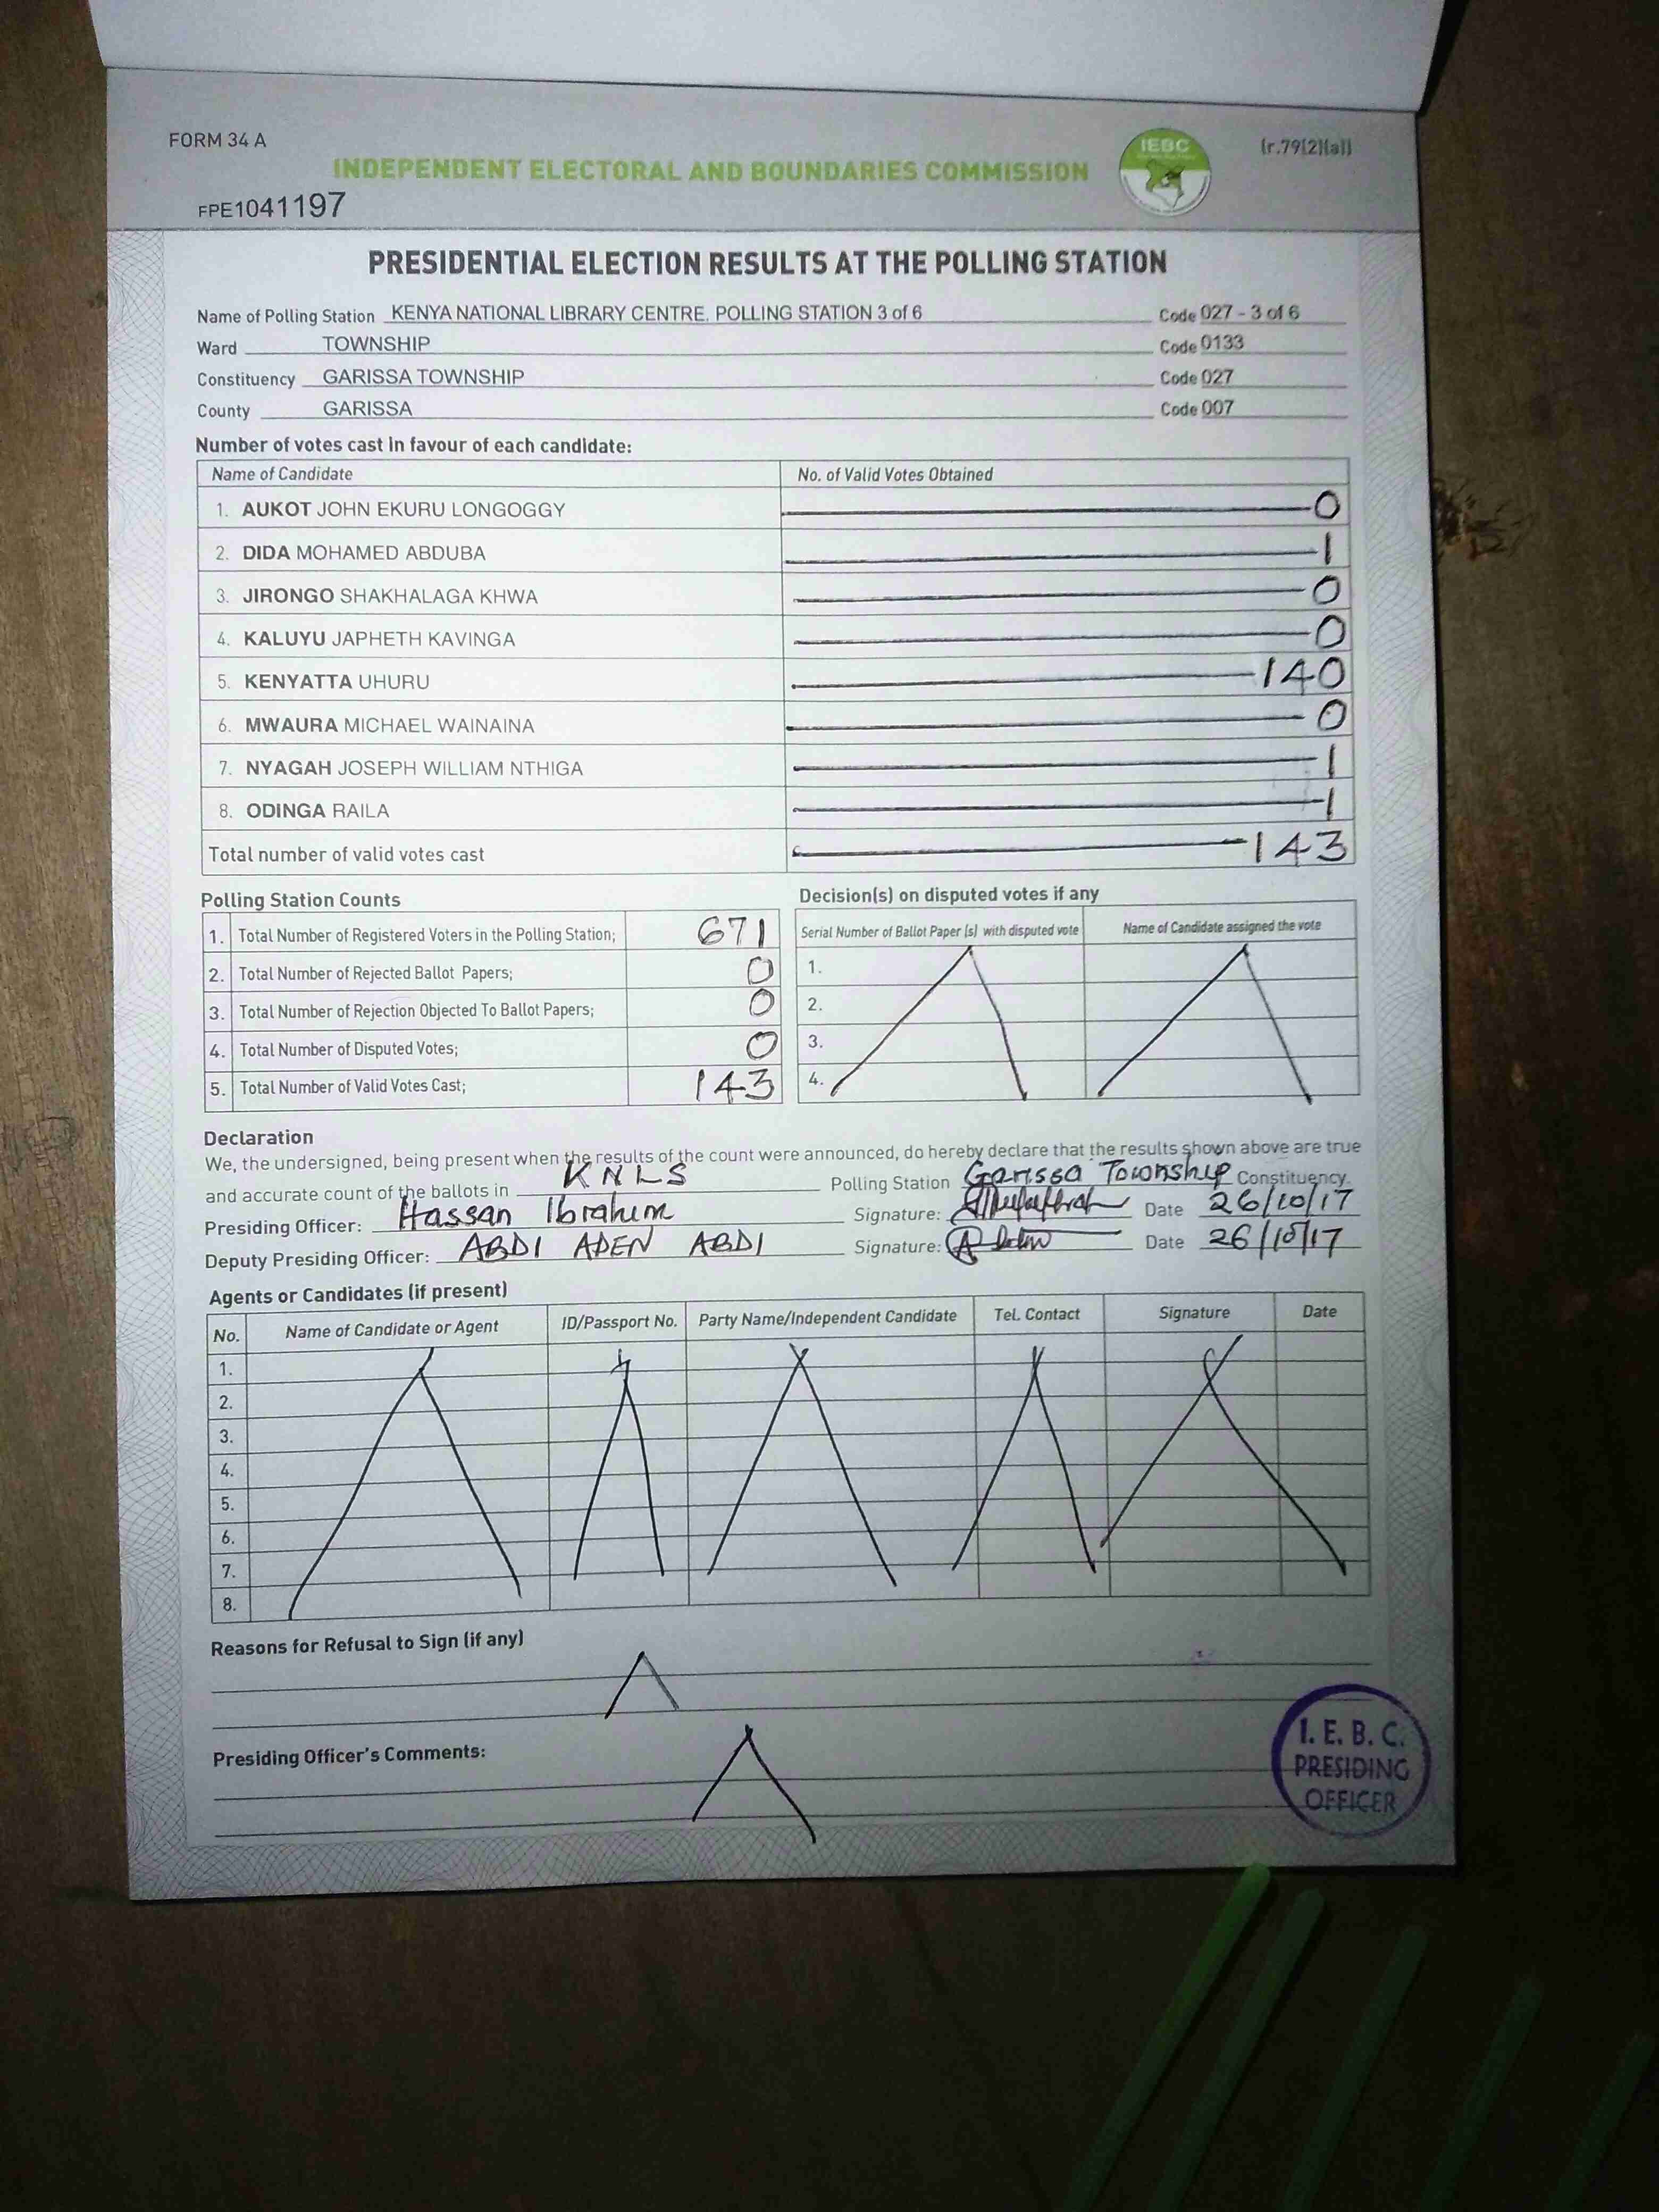 FORM 34 A
INDEPENDENT ELECTORAL AND BOUNDARIES COMMISSION
IEBC
(r.79(2)(a))
FPE1041197
PRESIDENTIAL ELECTION RESULTS AT THE POLLING STATION
Name of Polling Station KENYA NATIONAL LIBRARY CENTRE. POLLING STATION 3 of 6 Code 027 - 3 of 6
Ward TOWNSHIP Code 0133
Constituency GARISSA TOWNSHIP Code 027
County GARISSA Code 007
Number of votes cast in favour of each candidate:
Name of Candidate No. of Valid Votes Obtained
1. AUKOT JOHN EKURU LONGOGGY 0
2. DIDA MOHAMED ABDUBA 1
3. JIRONGO SHAKHALAGA KHWA 0
4. KALUYU JAPHETH KAVINGA 0
5. KENYATTA UHURU 140
6. MWAURA MICHAEL WAINAINA 0
7. NYAGAH JOSEPH WILLIAM NTHIGA 1
8. ODINGA RAILA 1
Total number of valid votes cast 143
Polling Station Counts
1. Total Number of Registered Voters in the Polling Station; 671
2. Total Number of Rejected Ballot Papers; 0
3. Total Number of Rejection Objected To Ballot Papers; 0
4. Total Number of Disputed Votes; 0
5. Total Number of Valid Votes Cast; 143
Decision(s) on disputed votes if any
Serial Number of Ballot Paper (s) with disputed vote Name of Candidate assigned the vote
1.
2.
3.
4.
Declaration
We, the undersigned, being present when the results of the count were announced, do hereby declare that the results shown above are true
and accurate count of the ballots in KNLS Polling Station Garissa Township Constituency.
Presiding Officer: Hassan Ibrahim Signature: Date 26/10/17
Deputy Presiding Officer: ABDI ADEN ABDI Signature: Date 26/10/17
Agents or Candidates (if present)
No. Name of Candidate or Agent ID/Passport No. Party Name/Independent Candidate Tel. Contact Signature Date
1.
2.
3.
4.
5.
6.
7.
8.
Reasons for Refusal to Sign (if any)
Presiding Officer's Comments:
I. E. B. C.
PRESIDING
OFFICER